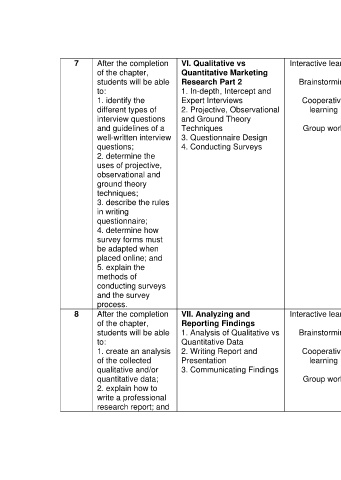 7
After the completion
of the chapter,
students will be able
to:
1. identify the
different types of
interview questions
and guidelines of a
well-written interview
questions;
2. determine the
uses of projective,
observational and
ground theory
techniques;
3. describe the rules
in writing
questionnaire;
4. determine how
survey forms must
be adapted when
placed online; and
5. explain the
methods of
conducting surveys
and the survey
process.
VI. Qualitative vs
Quantitative Marketing
Research Part 2
1. In-depth, Intercept and
Expert Interviews
2. Projective, Observational
and Ground Theory
Techniques
3. Questionnaire Design
4. Conducting Surveys
Interactive lear
Brainstormin
Cooperativ
learning
Group work
8
After the completion
of the chapter,
students will be able
to:
1. create an analysis
of the collected
qualitative and/or
quantitative data;
2. explain how to
write a professional
research report; and
VII. Analyzing and
Reporting Findings
1. Analysis of Qualitative vs
Quantitative Data
2. Writing Report and
Presentation
3. Communicating Findings
Interactive lear
Brainstormin
Cooperativ
learning
Group work